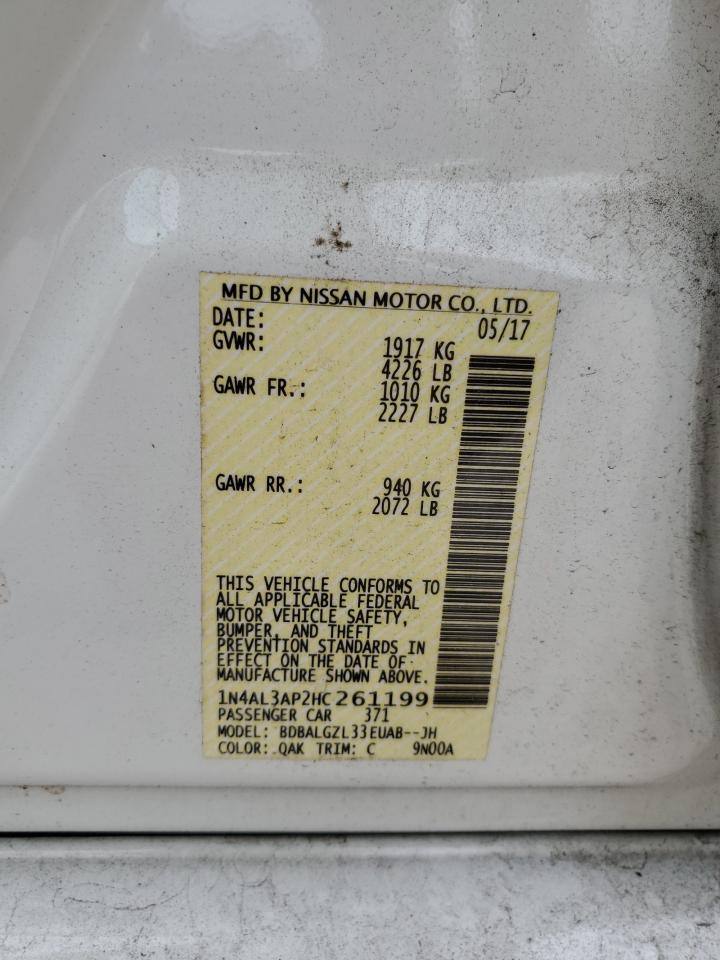 MFD BY NISSAN MOTOR CO., LTD.
DATE: 05/17
GVWR: 1917 KG
4226 LB
GAWR FR.: 1010 KG
2227 LB
GAWR RR.: 940 KG
2072 LB
THIS VEHICLE CONFORMS TO
ALL APPLICABLE FEDERAL
MOTOR VEHICLE SAFETY,
BUMPER, AND THEFT
PREVENTION STANDARDS IN
EFFECT ON THE DATE OF
MANUFACTURE SHOWN ABOVE.
1N4AL3AP2HC261199
PASSENGER CAR 371
MODEL: BDBALGZL33EUAB--JH
COLOR: QAK TRIM: C 9N00A